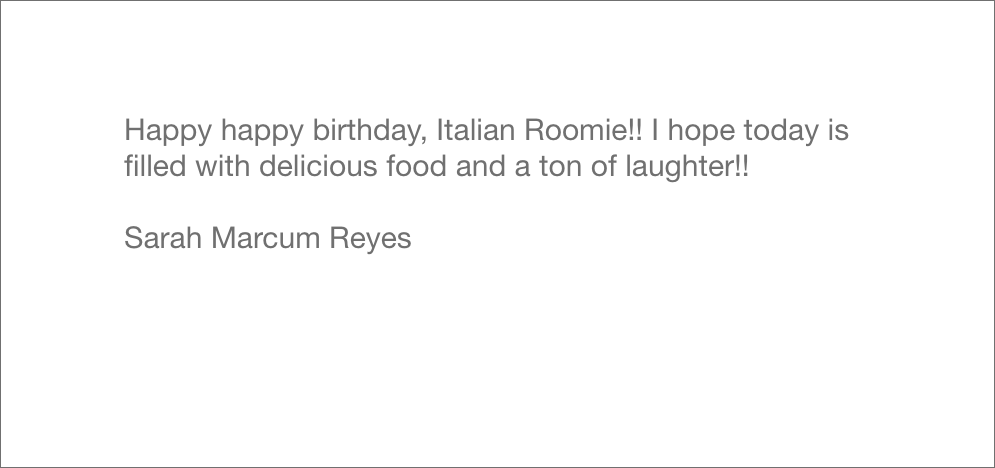 Happy happy birthday, Italian Roomie!! I hope today is
filled with delicious food and a ton of laughter!!
Sarah Marcum Reyes